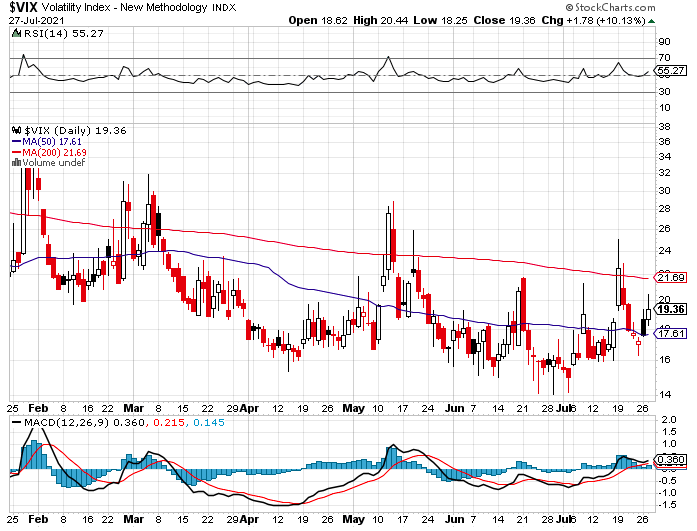 $VIX Volatility Index - New Methodology INDX © StockCharts.com
27-Jul-2021 Open 18.62 High 20.44 Low 18.25 Close 19.36 Chg +1.78 (+10.13%)
RSI(14) 55.27
90
70
55.27
50
30
10
$VIX (Daily) 19.36
MA(50) 17.61
MA(200) 21.69
Volume undef
38
36
34
32
30
28
26
24
22
21.69
20
19.36
18
17.61
16
14
25 Feb 8 16 22 Mar 8 15 22 29 Apr 12 19 26 May 10 17 24 Jun 7 14 21 28 Jul 6 12 19 26
MACD(12,26,9) 0.360, 0.215, 0.145
2.0
1.5
1.0
0.360
-0.5
-1.0
-1.5
25 Feb 8 16 22 Mar 8 15 22 29 Apr 12 19 26 May 10 17 24 Jun 7 14 21 28 Jul 6 12 19 26